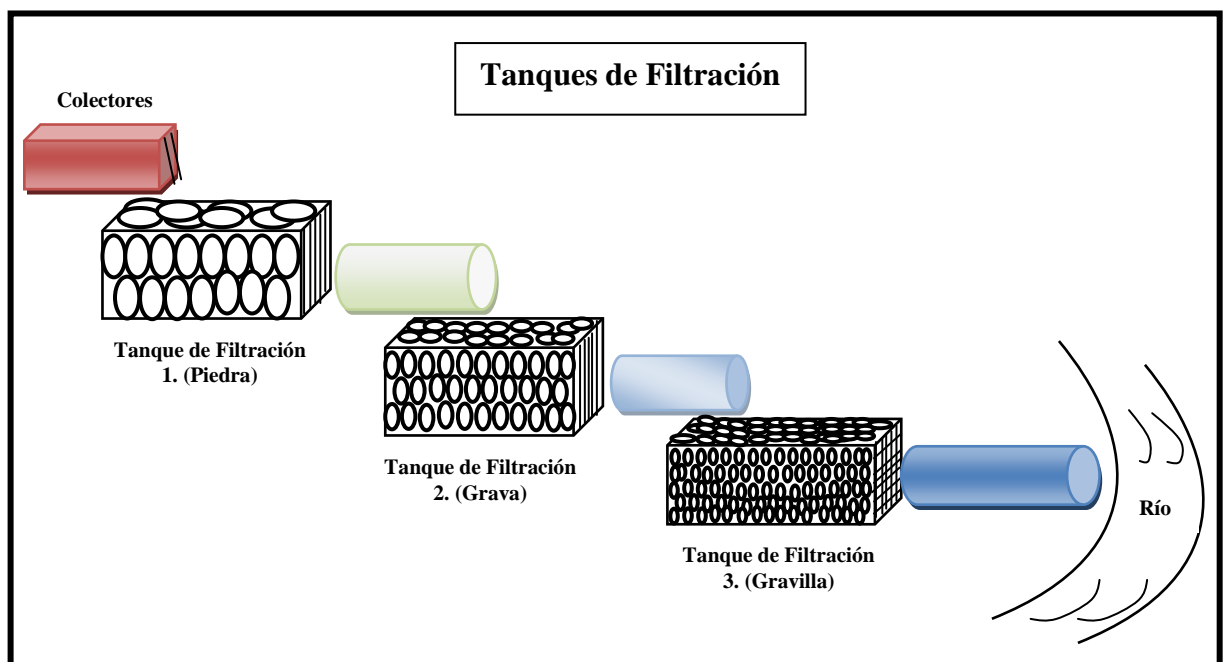 Tanques de Filtración
Colectores
Tanque de Filtración
1. (Piedra)
Tanque de Filtración
2. (Grava)
Tanque de Filtración
3. (Gravilla)
Río